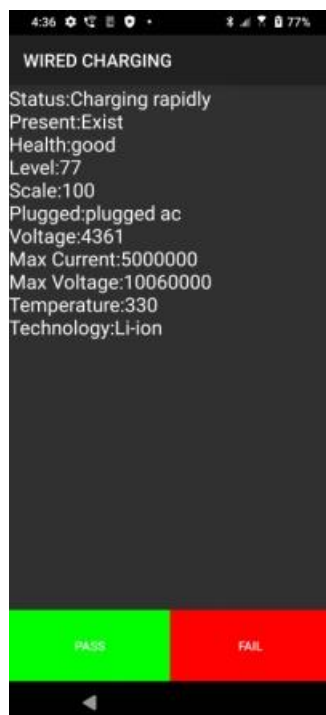 4:36 77%
WIRED CHARGING
Status:Charging rapidly
Present:Exist
Health:good
Level:77
Scale:100
Plugged:plugged ac
Voltage:4361
Max Current:5000000
Max Voltage:10060000
Temperature:330
Technology:Li-ion
PASS FAIL